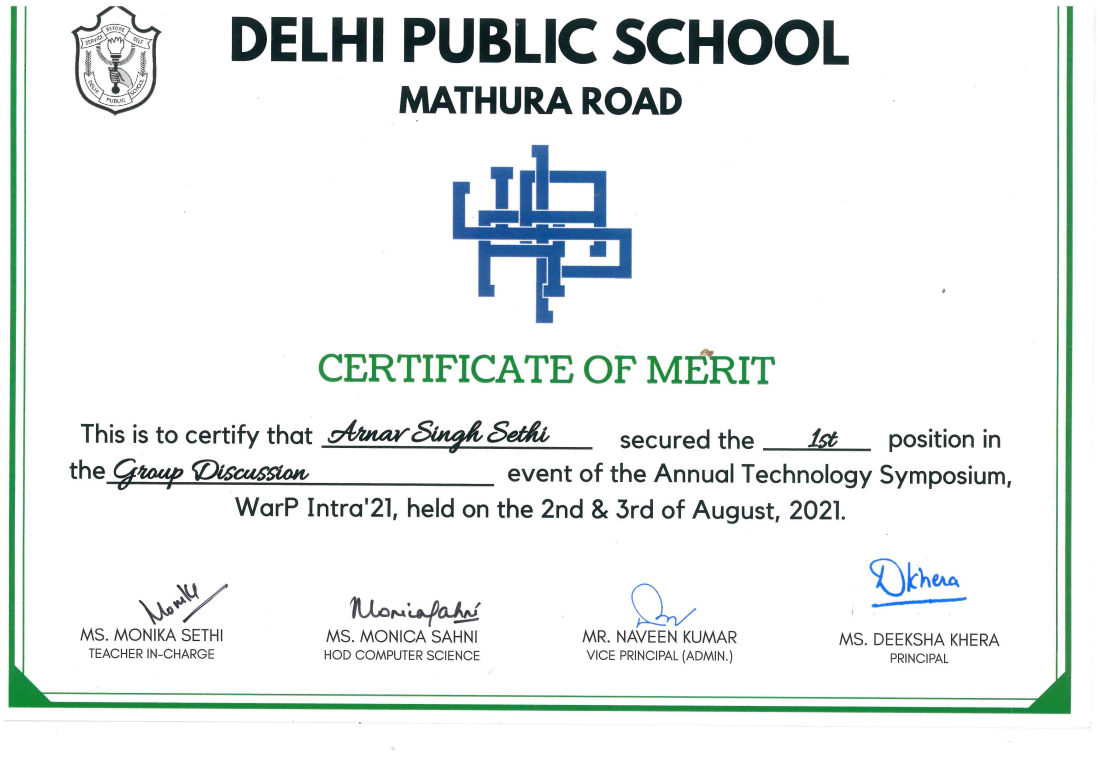 SERVICE BEFORE SELF
DELHI PUBLIC SCHOOL
DELHI PUBLIC SCHOOL
MATHURA ROAD
CERTIFICATE OF MERIT
This is to certify that Arnav Singh Sethi secured the 1st position in
the Group Discussion event of the Annual Technology Symposium,
WarP Intra'21, held on the 2nd & 3rd of August, 2021.
Monika MonicaSahni Dkhera
MS. MONIKA SETHI MS. MONICA SAHNI MR. NAVEEN KUMAR MS. DEEKSHA KHERA
TEACHER IN-CHARGE HOD COMPUTER SCIENCE VICE PRINCIPAL (ADMIN.) PRINCIPAL